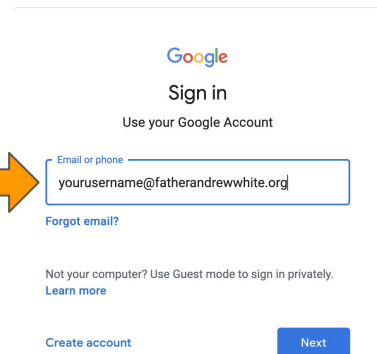 Google
Sign in
Use your Google Account
Email or phone
yourusername@fatherandrewwhite.org
Forgot email?
Not your computer? Use Guest mode to sign in privately.
Learn more
Create account
Next